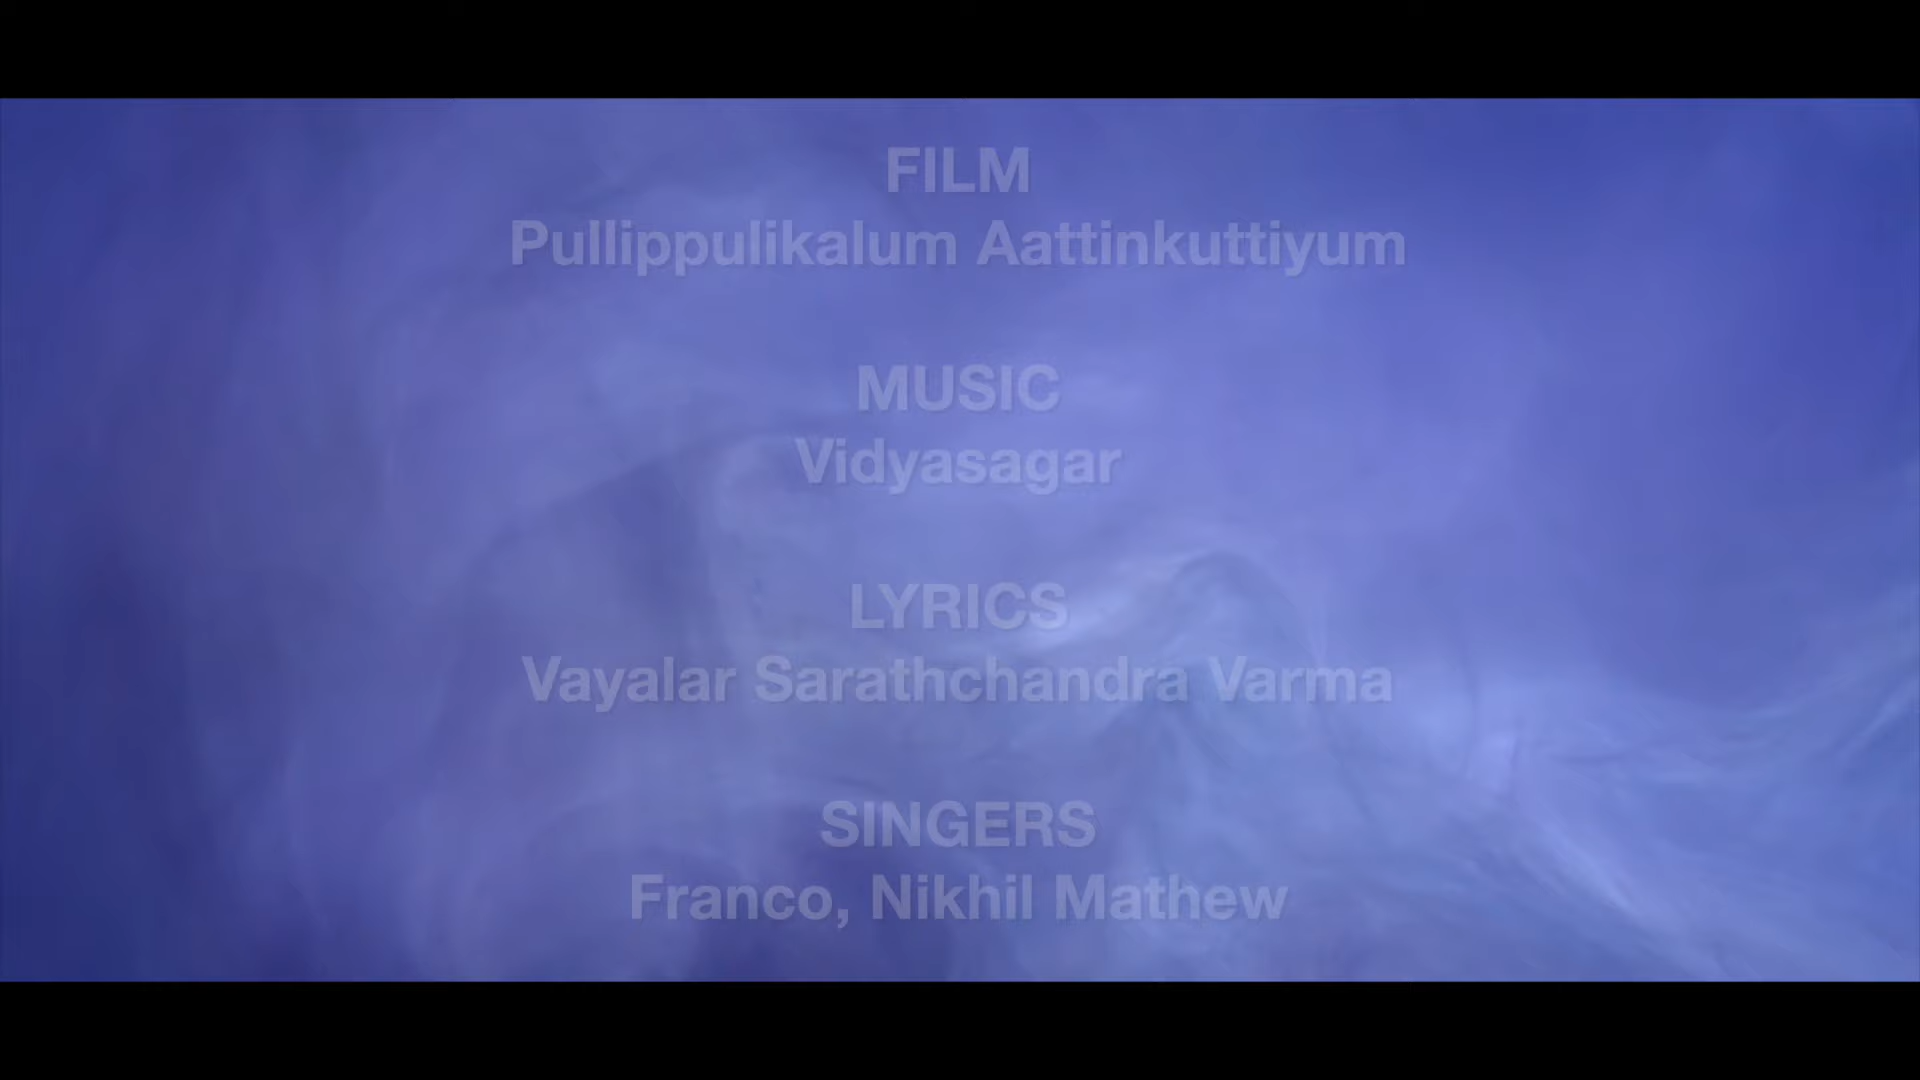 FILM
Pullippulikalum Aattinkuttiyum
MUSIC
Vidyasagar
LYRICS
Vayalar Sarathchandra Varma
SINGERS
Franco, Nikhil Mathew